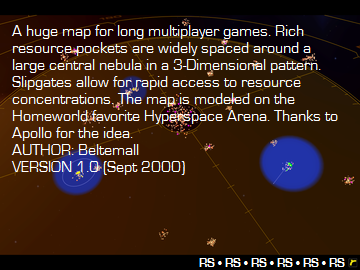 A huge map for long multiplayer games. Rich
resource pockets are widely spaced around a
large central nebula in a 3-Dimensional pattern.
Slipgates allow for rapid access to resource
concentrations. The map is modeled on the
Homeworld favorite Hyperspace Arena. Thanks to
Apollo for the idea.
AUTHOR: Beltemall
VERSION 1.0 (Sept 2000)
RS • RS • RS • RS • RS • RS r